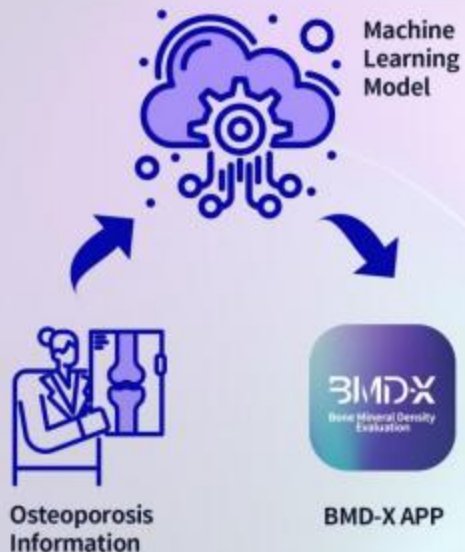 Machine
Learning
Model
BMD-X
Bone Mineral Density
Evaluation
Osteoporosis
Information
BMD-X APP